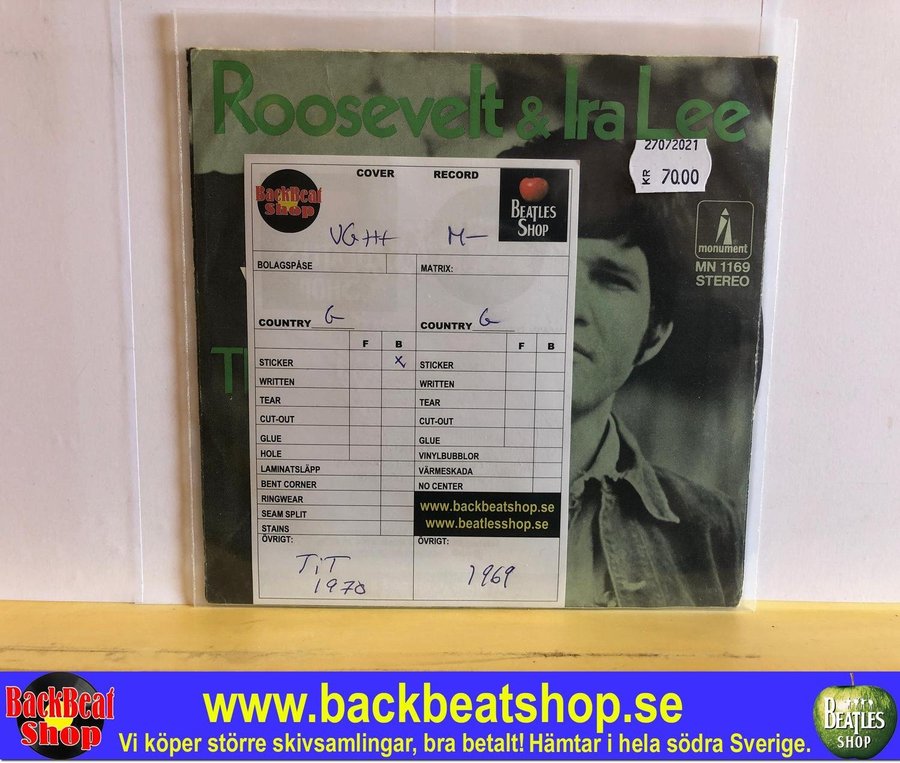 Roosevelt & Ira Lee
27072021
KR 70.00
monument
MN 1169
STEREO
BackBeat
Shop
COVER RECORD
BEATLES
SHOP
VG++ M-
BOLAGSPÅSE MATRIX:
COUNTRY G COUNTRY G
F B F B
STICKER x STICKER
WRITTEN WRITTEN
TEAR TEAR
CUT-OUT CUT-OUT
GLUE GLUE
HOLE VINYLBUBBLOR
LAMINATSLÄPP VÄRMESKADA
BENT CORNER NO CENTER
RINGWEAR
SEAM SPLIT
STAINS
www.backbeatshop.se
www.beatlesshop.se
ÖVRIGT: ÖVRIGT:
TiT
1970
1969
BackBeat
Shop
www.backbeatshop.se
Vi köper större skivsamlingar, bra betalt! Hämtar i hela södra Sverige.
BEATLES
SHOP